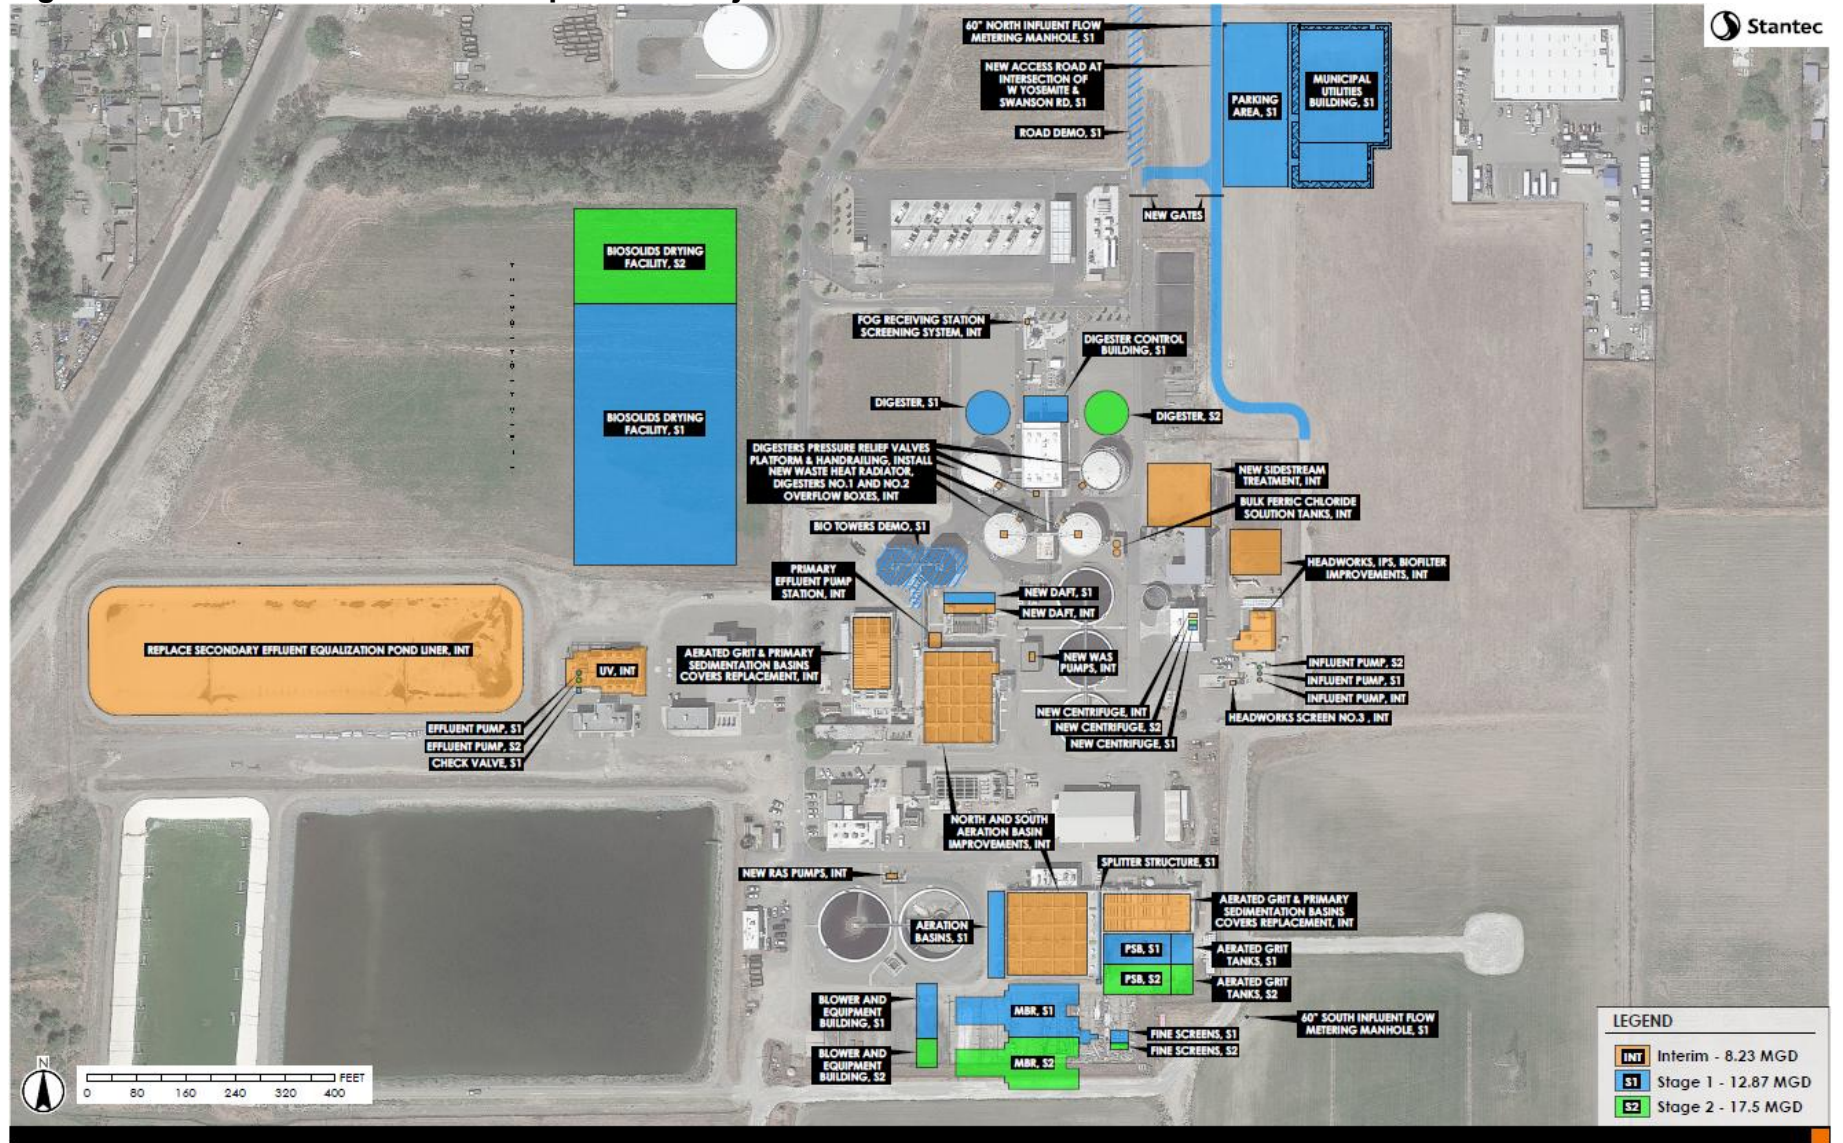 Stantec
60" NORTH INFLUENT FLOW
METERING MANHOLE, S1
NEW ACCESS ROAD AT
INTERSECTION OF
W YOSEMITE &
SWANSON RD, S1
ROAD DEMO, S1
PARKING
AREA, S1
MUNICIPAL
UTILITIES
BUILDING, S1
NEW GATES
BIOSOLIDS DRYING
FACILITY, S2
BIOSOLIDS DRYING
FACILITY, S1
FOG RECEIVING STATION
SCREENING SYSTEM, INT
DIGESTER CONTROL
BUILDING, S1
DIGESTER, S1
DIGESTER, S2
DIGESTERS PRESSURE RELIEF VALVES
PLATFORM & HANDRAILING, INSTALL
NEW WASTE HEAT RADIATOR,
DIGESTERS NO.1 AND NO.2
OVERFLOW BOXES, INT
NEW SIDESTREAM
TREATMENT, INT
BULK FERRIC CHLORIDE
SOLUTION TANKS, INT
BIO TOWERS DEMO, S1
HEADWORKS, IPS, BIOFILTER
IMPROVEMENTS, INT
PRIMARY
EFFLUENT PUMP
STATION, INT
NEW DAFT, S1
NEW DAFT, INT
REPLACE SECONDARY EFFLUENT EQUALIZATION POND LINER, INT
UV, INT
AERATED GRIT & PRIMARY
SEDIMENTATION BASINS
COVERS REPLACEMENT, INT
NEW WAS
PUMPS, INT
INFLUENT PUMP, S2
INFLUENT PUMP, S1
INFLUENT PUMP, INT
HEADWORKS SCREEN NO.3 , INT
NEW CENTRIFUGE, INT
NEW CENTRIFUGE, S2
NEW CENTRIFUGE, S1
EFFLUENT PUMP, S1
EFFLUENT PUMP, S2
CHECK VALVE, S1
NORTH AND SOUTH
AERATION BASIN
IMPROVEMENTS, INT
SPLITTER STRUCTURE, S1
NEW RAS PUMPS, INT
AERATED GRIT & PRIMARY
SEDIMENTATION BASINS
COVERS REPLACEMENT, INT
AERATION
BASINS, S1
PSB, S1
AERATED GRIT
TANKS, S1
PSB, S2
AERATED GRIT
TANKS, S2
BLOWER AND
EQUIPMENT
BUILDING, S1
MBR, S1
60" SOUTH INFLUENT FLOW
METERING MANHOLE, S1
FINE SCREENS, S1
FINE SCREENS, S2
BLOWER AND
EQUIPMENT
BUILDING, S2
MBR, S2
LEGEND
INT Interim - 8.23 MGD
S1 Stage 1 - 12.87 MGD
S2 Stage 2 - 17.5 MGD
N
0 80 160 240 320 400 FEET